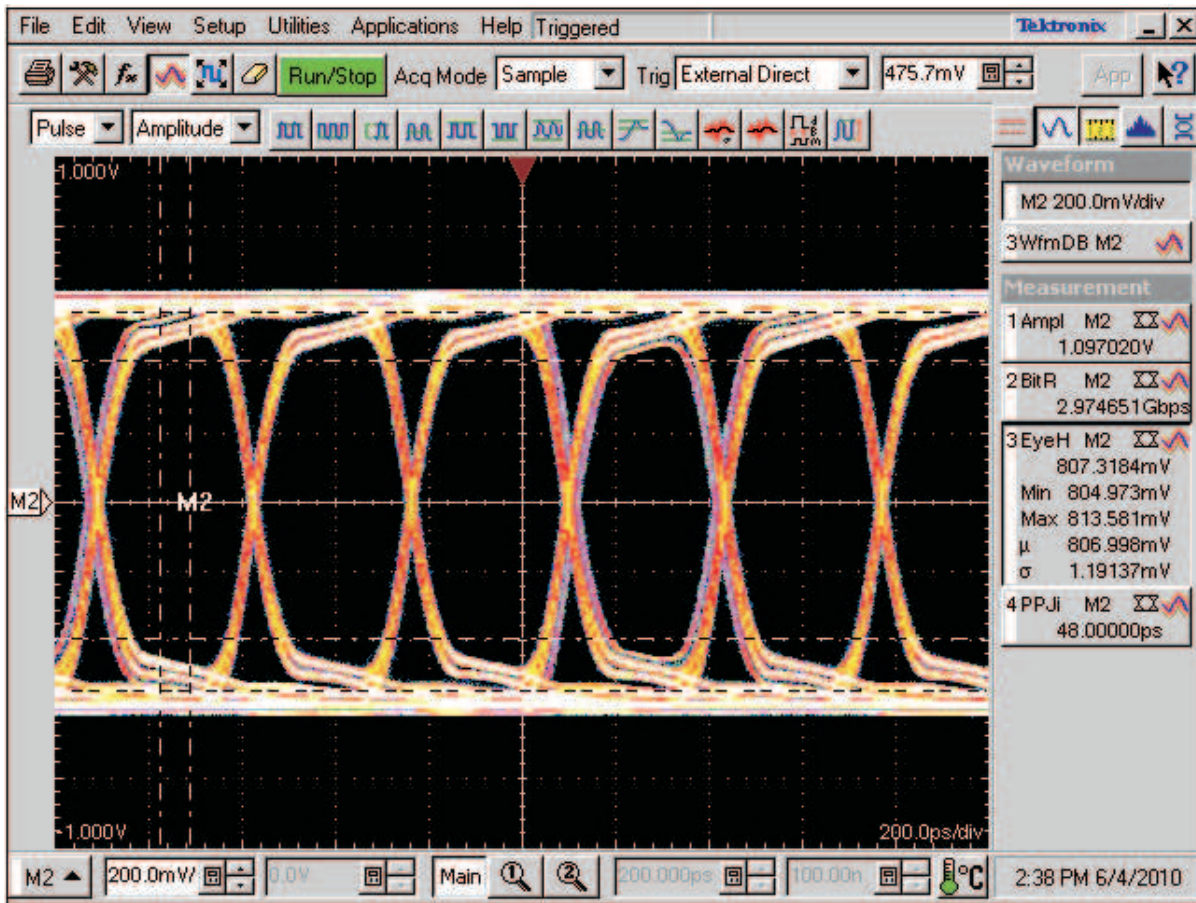 File Edit View Setup Utilities Applications Help Triggered Tektronix
Run/Stop Acq Mode Sample Trig External Direct 475.7mV App
Pulse Amplitude
1.000V
M2
M2
-1.000V
200.0ps/div
Waveform
M2 200.0mV/div
3 WfmDB M2
Measurement
1 Ampl M2
1.097020V
2 BitR M2
2.974651Gbps
3 EyeH M2
807.3184mV
Min 804.973mV
Max 813.581mV
µ 806.998mV
σ 1.19137mV
4 PPJi M2
48.00000ps
M2 200.0mV/ 0.0V Main 1 2 200.000ps 100.00n °C 2:38 PM 6/4/2010